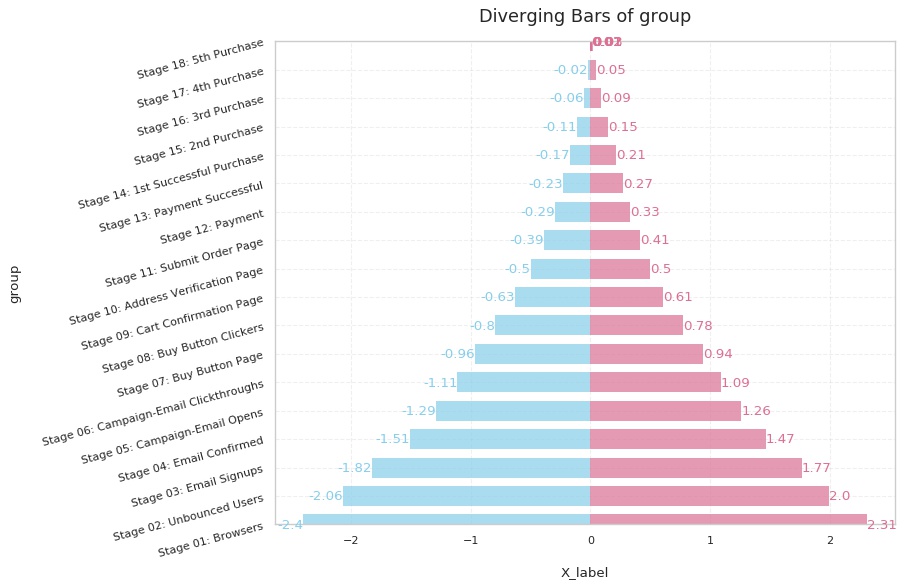 Diverging Bars of group
Stage 18: 5th Purchase
Stage 17: 4th Purchase -0.02 0.05
Stage 16: 3rd Purchase -0.06 0.09
Stage 15: 2nd Purchase -0.11 0.15
Stage 14: 1st Successful Purchase -0.17 0.21
Stage 13: Payment Successful -0.23 0.27
Stage 12: Payment -0.29 0.33
Stage 11: Submit Order Page -0.39 0.41
group
Stage 10: Address Verification Page -0.5 0.5
Stage 09: Cart Confirmation Page -0.63 0.61
Stage 08: Buy Button Clickers -0.8 0.78
Stage 07: Buy Button Page -0.96 0.94
Stage 06: Campaign-Email Clickthroughs -1.11 1.09
Stage 05: Campaign-Email Opens -1.29 1.26
Stage 04: Email Confirmed -1.51 1.47
Stage 03: Email Signups -1.82 1.77
Stage 02: Unbounced Users -2.06 2.0
Stage 01: Browsers -2.4 2.31
−2 −1 0 1 2
X_label